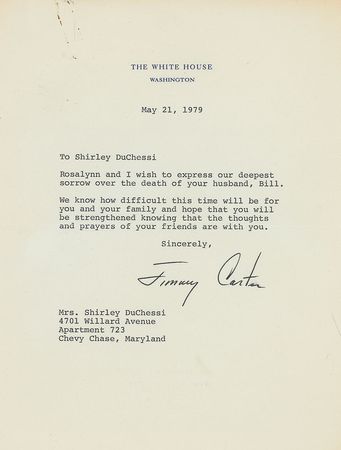 THE WHITE HOUSE
WASHINGTON
May 21, 1979
To Shirley DuChessi
Rosalynn and I wish to express our deepest
sorrow over the death of your husband, Bill.
We know how difficult this time will be for
you and your family and hope that you will
be strengthened knowing that the thoughts
and prayers of your friends are with you.
Sincerely,
Jimmy Carter
Mrs. Shirley DuChessi
4701 Willard Avenue
Apartment 723
Chevy Chase, Maryland